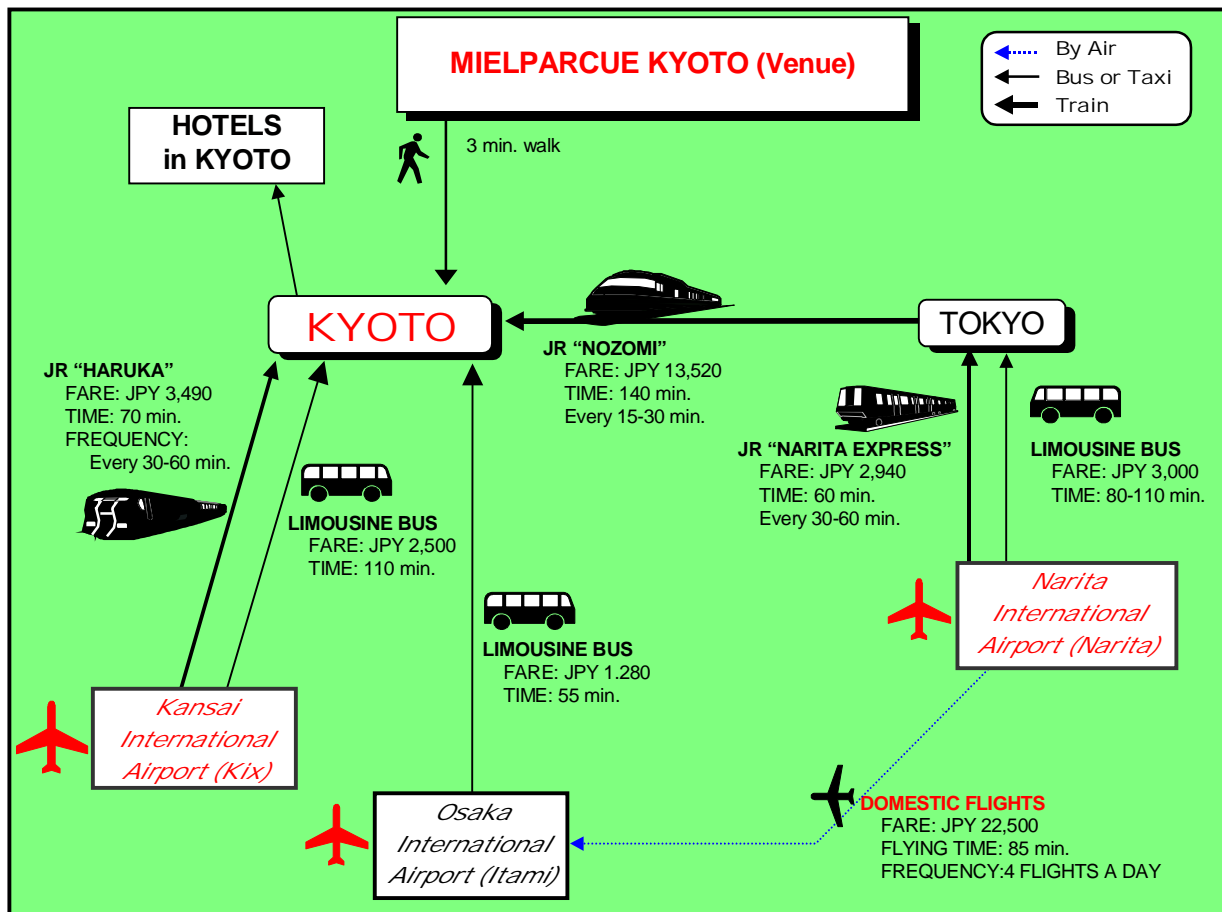 MIELPARCUE KYOTO (Venue)
By Air
Bus or Taxi
Train
HOTELS
in KYOTO
3 min. walk
KYOTO
TOKYO
JR “NOZOMI”
FARE: JPY 13,520
TIME: 140 min.
Every 15-30 min.
JR “HARUKA”
FARE: JPY 3,490
TIME: 70 min.
FREQUENCY:
Every 30-60 min.
JR “NARITA EXPRESS”
FARE: JPY 2,940
TIME: 60 min.
Every 30-60 min.
LIMOUSINE BUS
FARE: JPY 3,000
TIME: 80-110 min.
LIMOUSINE BUS
FARE: JPY 2,500
TIME: 110 min.
LIMOUSINE BUS
FARE: JPY 1.280
TIME: 55 min.
Narita
International
Airport (Narita)
Kansai
International
Airport (Kix)
Osaka
International
Airport (Itami)
DOMESTIC FLIGHTS
FARE: JPY 22,500
FLYING TIME: 85 min.
FREQUENCY:4 FLIGHTS A DAY